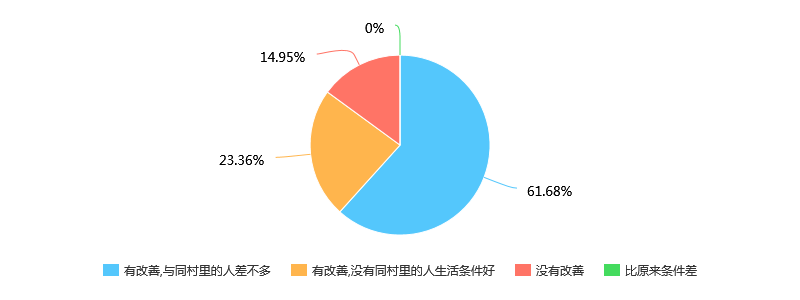 0%
14.95%
23.36%
61.68%
有改善,与同村里的人差不多
有改善,没有同村里的人生活条件好
没有改善
比原来条件差